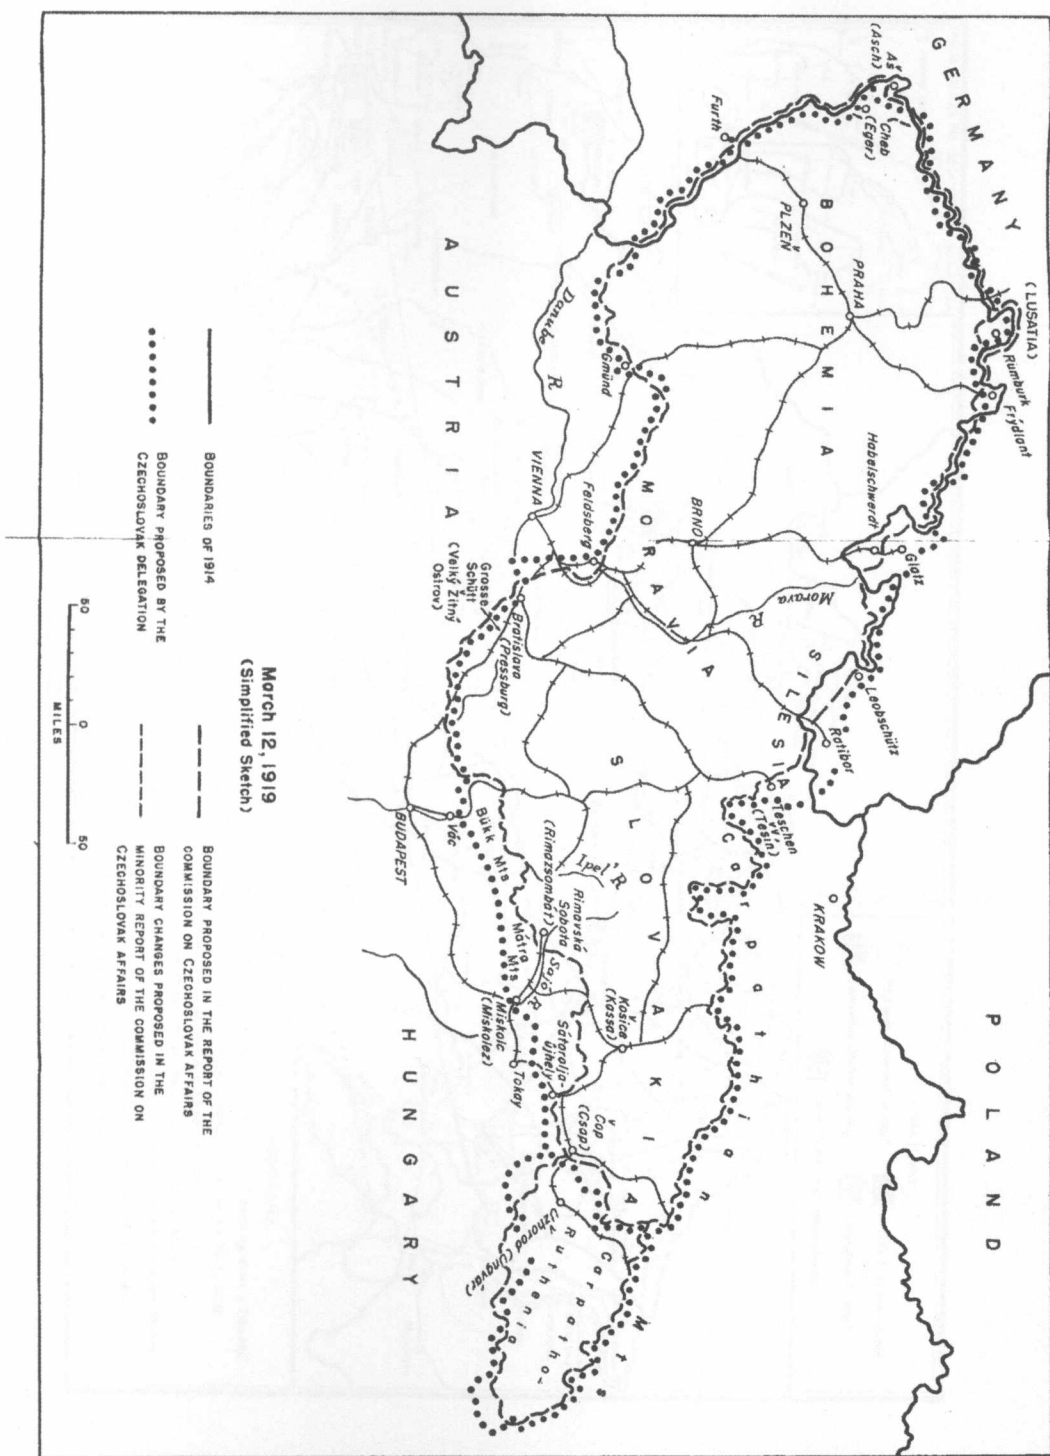 GERMANY
(LUSATIA)
POLAND
Aš
(Asch)
Cheb
(Eger)
Rumburk
Frýdlant
Furth
PLZEŇ
PRAHA
BOHEMIA
Habelschwerdt
Glatz
Leobschütz
Ratibor
SILESIA
Teschen
(Těšín)
KRAKOW
Carpathian
Mts
Danube R
Gmünd
VIENNA
Feldsberg
BRNO
MORAVIA
Morava R
AUSTRIA
Grosse
Schütt
(Velký Žitný
Ostrov)
Bratislava
(Pressburg)
SLOVAKIA
Ipel' R
Rimavská
Sobota
(Rimazsombát)
Sajó R
Košice
(Kassa)
Bükk Mts
Mátra
Mts
Vác
BUDAPEST
Miskolc
(Miskolcz)
Tokay
Sátoralja-
újhely
Čop
(Csap)
Užhorod (Ungvár)
A
Carpatho-
Ruthenia
HUNGARY
March 12, 1919
(Simplified Sketch)
BOUNDARIES OF 1914
BOUNDARY PROPOSED BY THE
CZECHOSLOVAK DELEGATION
BOUNDARY PROPOSED IN THE REPORT OF THE
COMMISSION ON CZECHOSLOVAK AFFAIRS
BOUNDARY CHANGES PROPOSED IN THE
MINORITY REPORT OF THE COMMISSION ON
CZECHOSLOVAK AFFAIRS
50 0 50
MILES